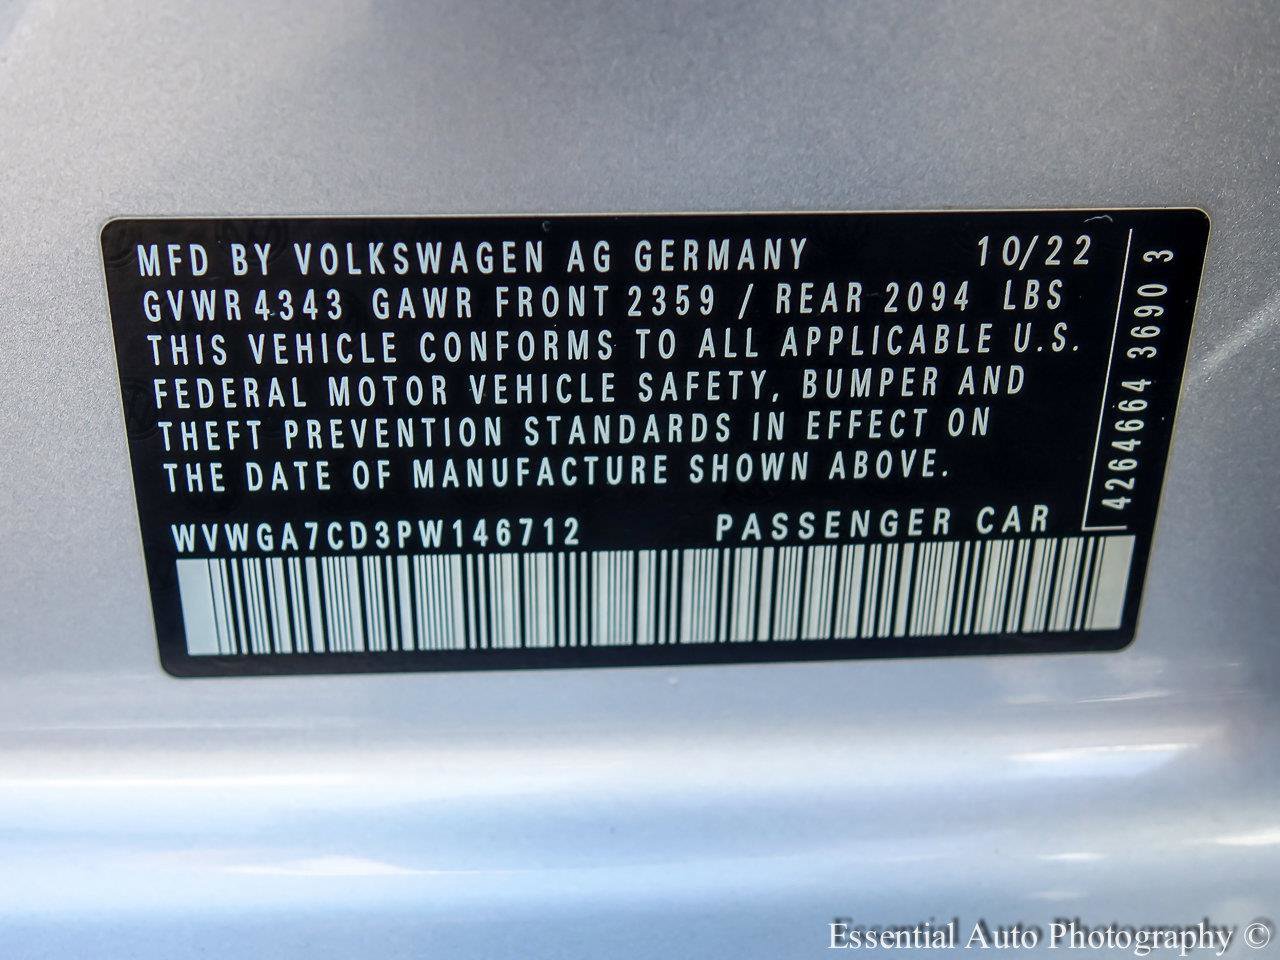 MFD BY VOLKSWAGEN AG GERMANY 10/22
GVWR 4343 GAWR FRONT 2359 / REAR 2094 LBS
THIS VEHICLE CONFORMS TO ALL APPLICABLE U.S.
FEDERAL MOTOR VEHICLE SAFETY, BUMPER AND
THEFT PREVENTION STANDARDS IN EFFECT ON
THE DATE OF MANUFACTURE SHOWN ABOVE.
WVWGA7CD3PW146712 PASSENGER CAR
4264664 3690 3
Essential Auto Photography ©